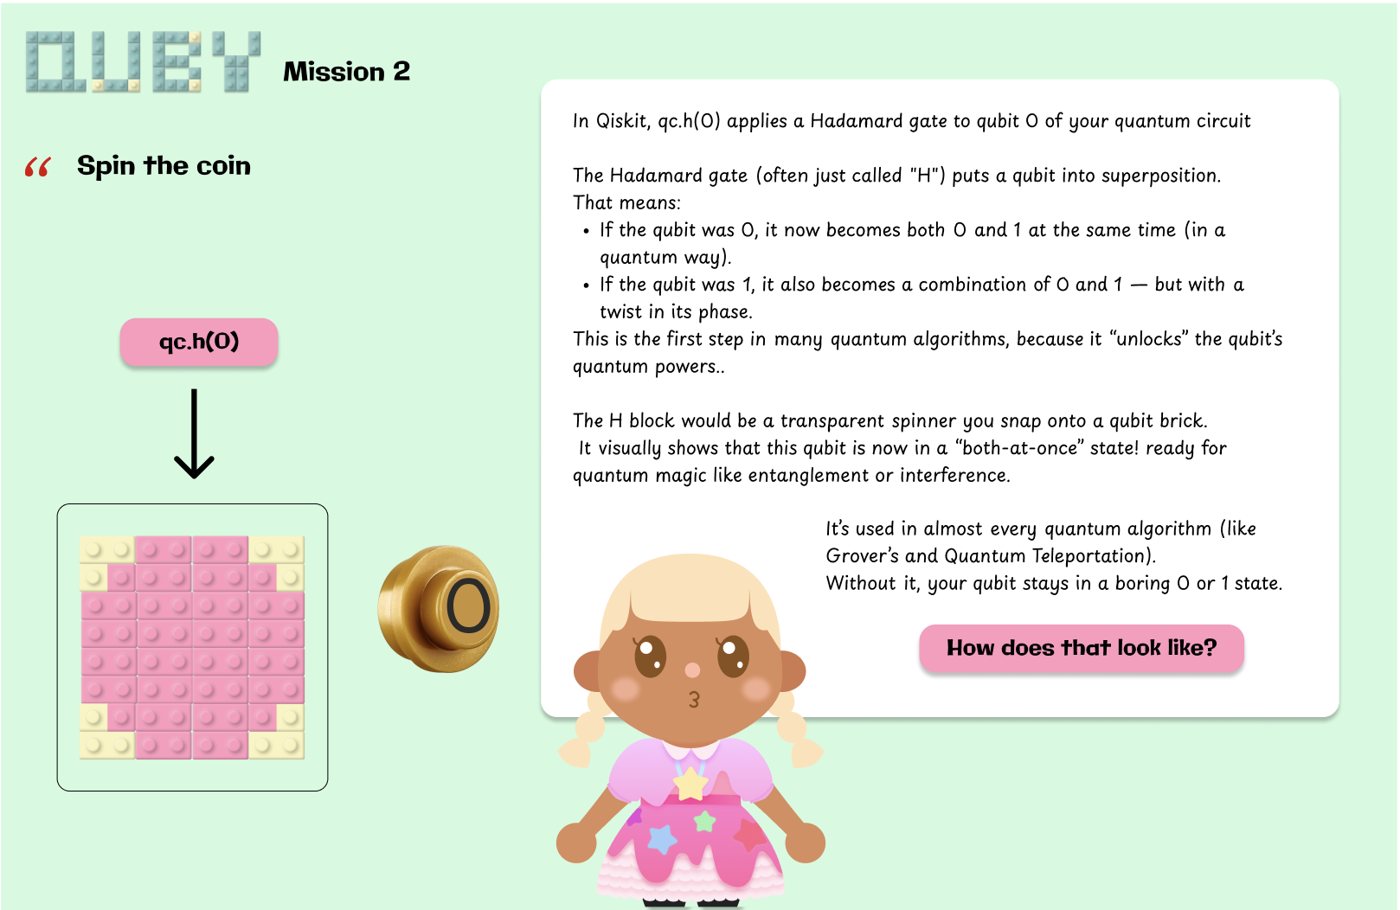 QUBY
Mission 2
“ Spin the coin
qc.h(0)
0
In Qiskit, qc.h(0) applies a Hadamard gate to qubit 0 of your quantum circuit
The Hadamard gate (often just called "H") puts a qubit into superposition.
That means:
• If the qubit was 0, it now becomes both 0 and 1 at the same time (in a
quantum way).
• If the qubit was 1, it also becomes a combination of 0 and 1 — but with a
twist in its phase.
This is the first step in many quantum algorithms, because it “unlocks” the qubit’s
quantum powers..
The H block would be a transparent spinner you snap onto a qubit brick.
It visually shows that this qubit is now in a “both-at-once” state! ready for
quantum magic like entanglement or interference.
It’s used in almost every quantum algorithm (like
Grover’s and Quantum Teleportation).
Without it, your qubit stays in a boring 0 or 1 state.
How does that look like?